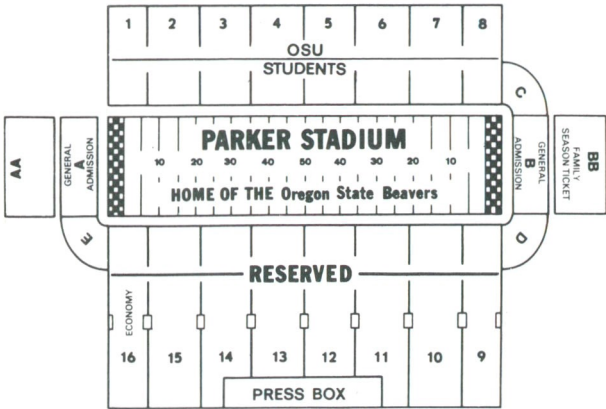 1 2 3 4 5 6 7 8
OSU
STUDENTS
C
AA
GENERAL
A
ADMISSION
PARKER STADIUM
10 20 30 40 50 40 30 20 10
HOME OF THE Oregon State Beavers
GENERAL
B
ADMISSION
BB
FAMILY
SEASON TICKET
E
D
RESERVED
ECONOMY
16 15 14 13 12 11 10 9
PRESS BOX